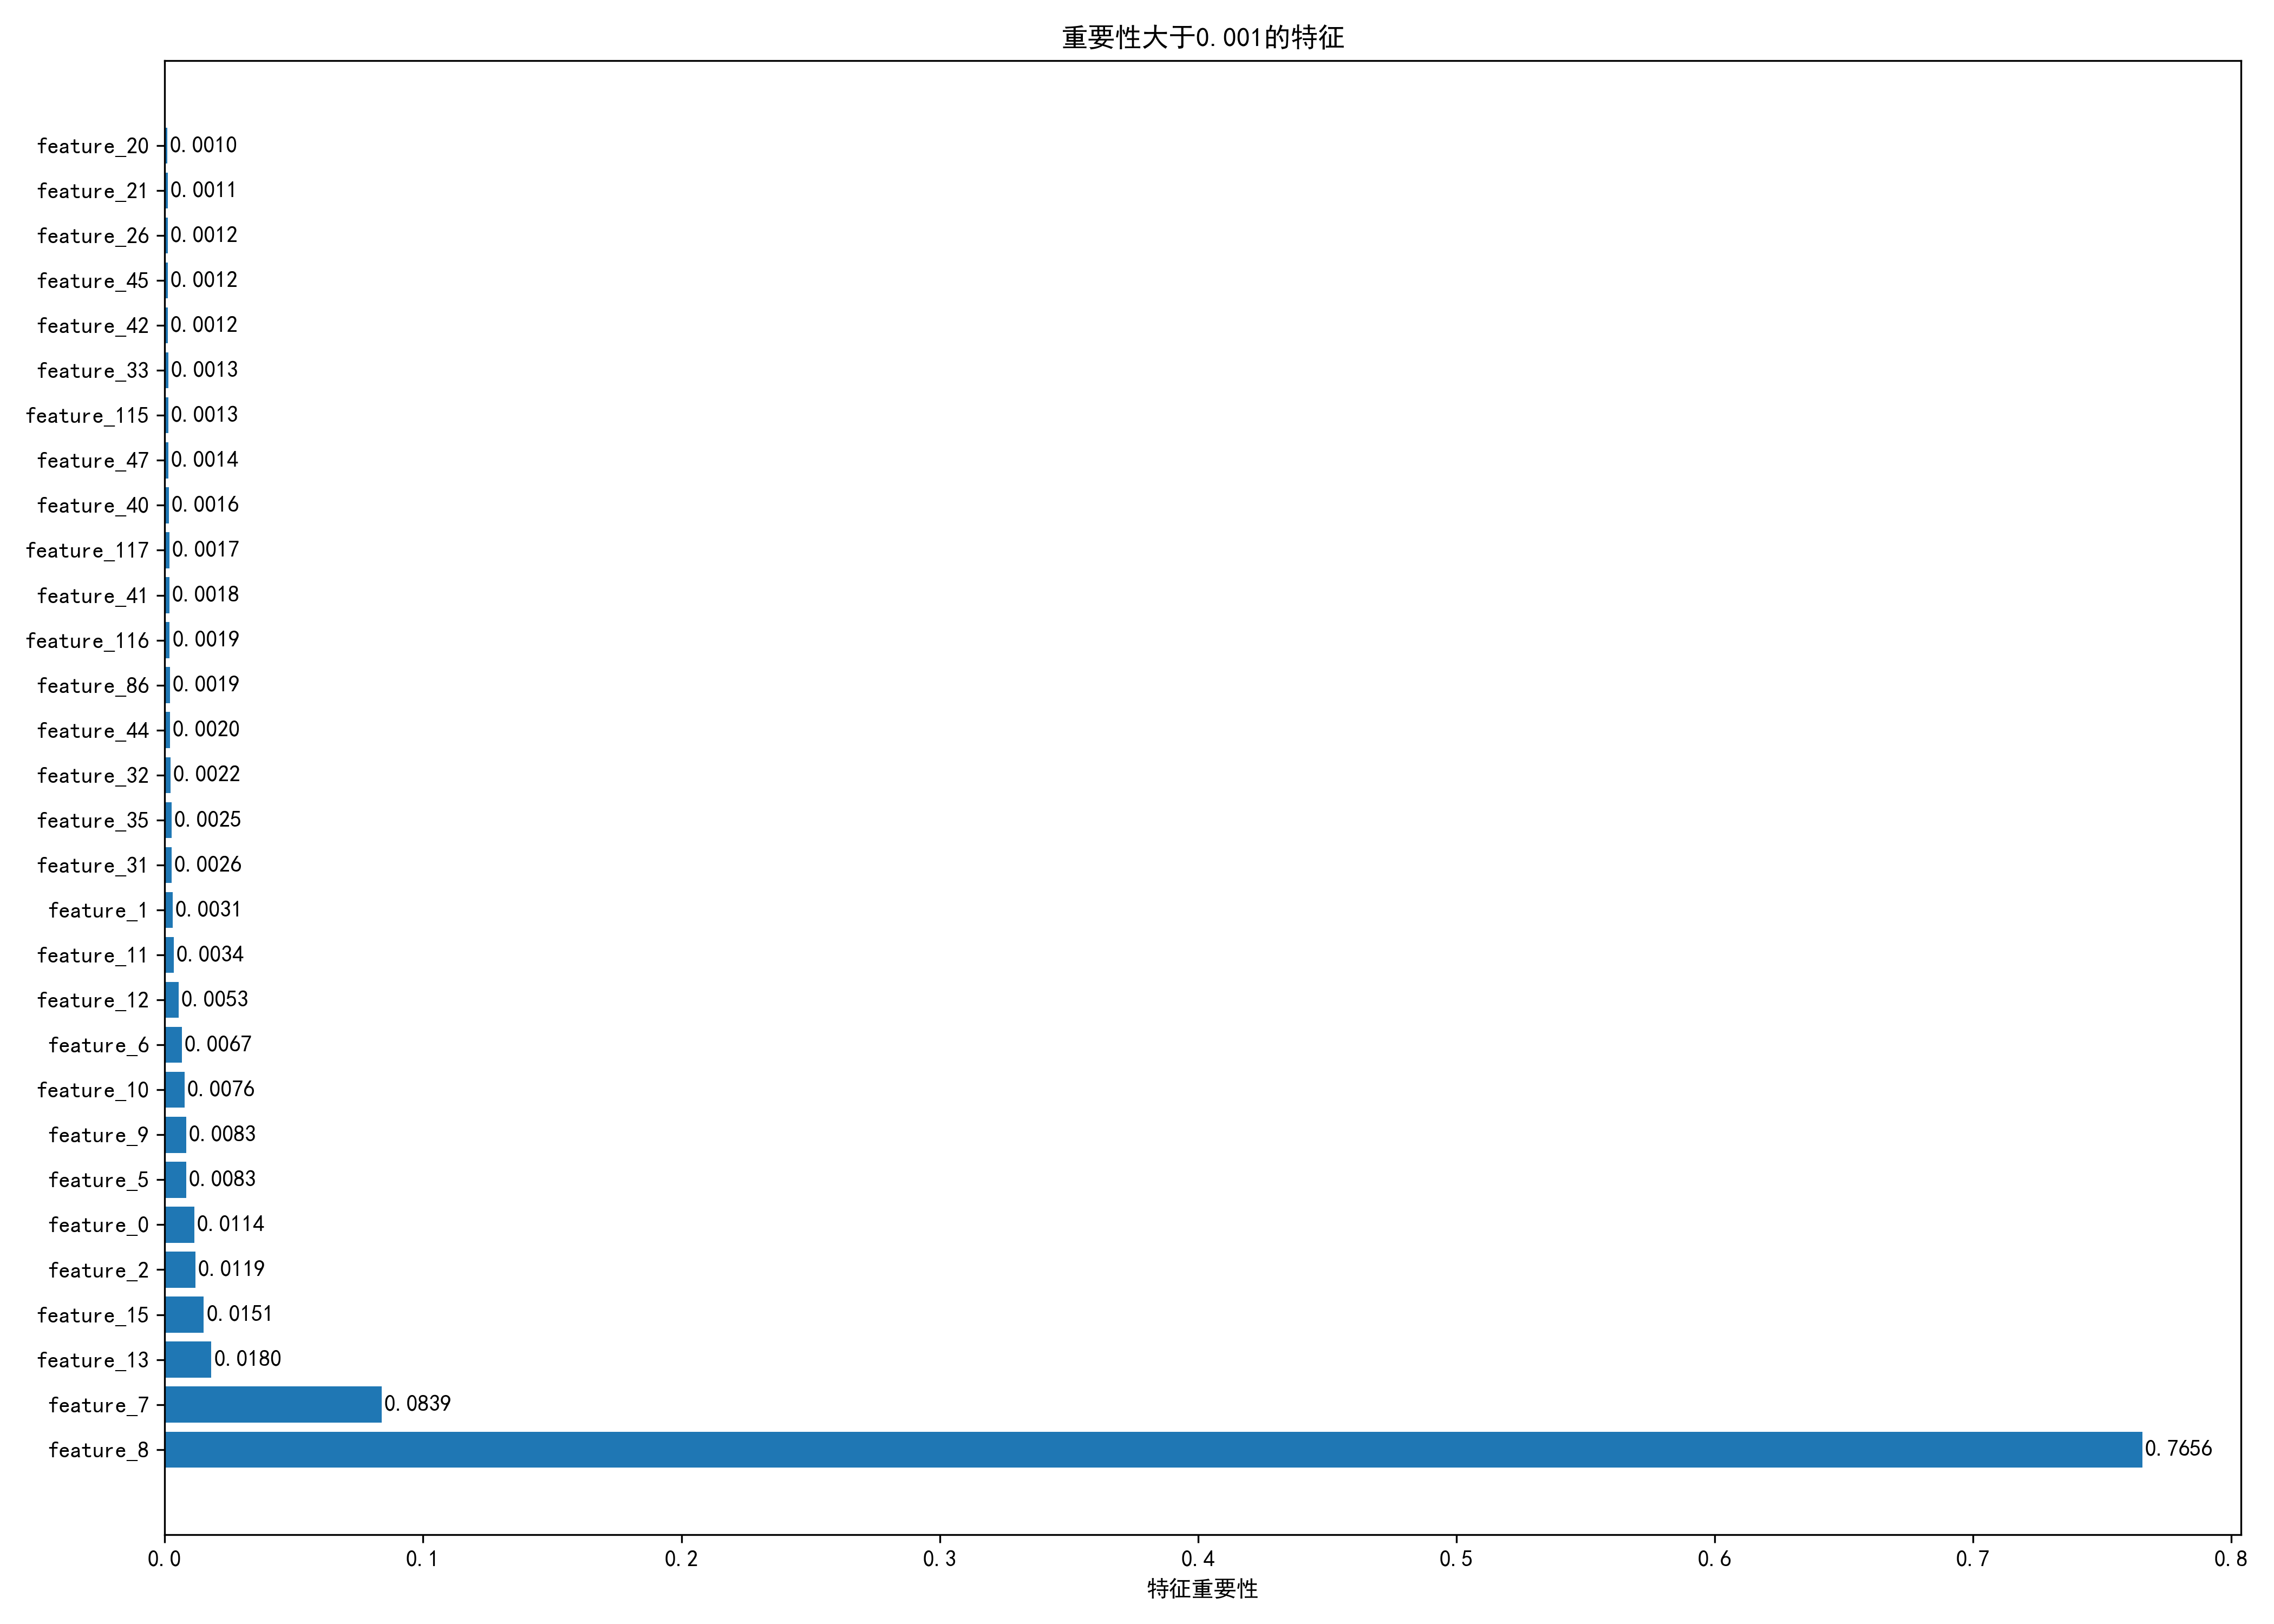 重要性大于0.001的特征
feature_20 0.0010
feature_21 0.0011
feature_26 0.0012
feature_45 0.0012
feature_42 0.0012
feature_33 0.0013
feature_115 0.0013
feature_47 0.0014
feature_40 0.0016
feature_117 0.0017
feature_41 0.0018
feature_116 0.0019
feature_86 0.0019
feature_44 0.0020
feature_32 0.0022
feature_35 0.0025
feature_31 0.0026
feature_1 0.0031
feature_11 0.0034
feature_12 0.0053
feature_6 0.0067
feature_10 0.0076
feature_9 0.0083
feature_5 0.0083
feature_0 0.0114
feature_2 0.0119
feature_15 0.0151
feature_13 0.0180
feature_7 0.0839
feature_8 0.7656
0.0 0.1 0.2 0.3 0.4 0.5 0.6 0.7 0.8
特征重要性